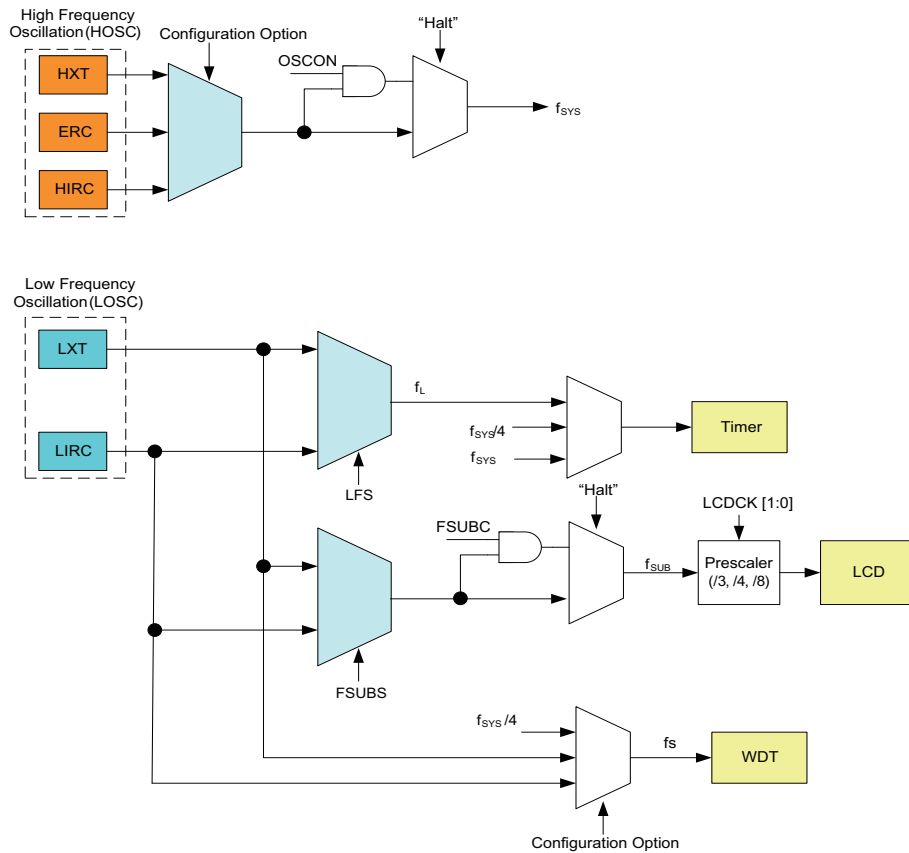 High Frequency
Oscillation (HOSC)
Configuration Option
"Halt"
HXT
OSCON
ERC
fSYS
HIRC
Low Frequency
Oscillation (LOSC)
LXT
fL
fSYS/4
Timer
LIRC
fSYS
LFS
"Halt"
LCDCK [1:0]
FSUBC
fSUB
Prescaler
(/3, /4, /8)
LCD
FSUBS
fSYS /4
fs
WDT
Configuration Option